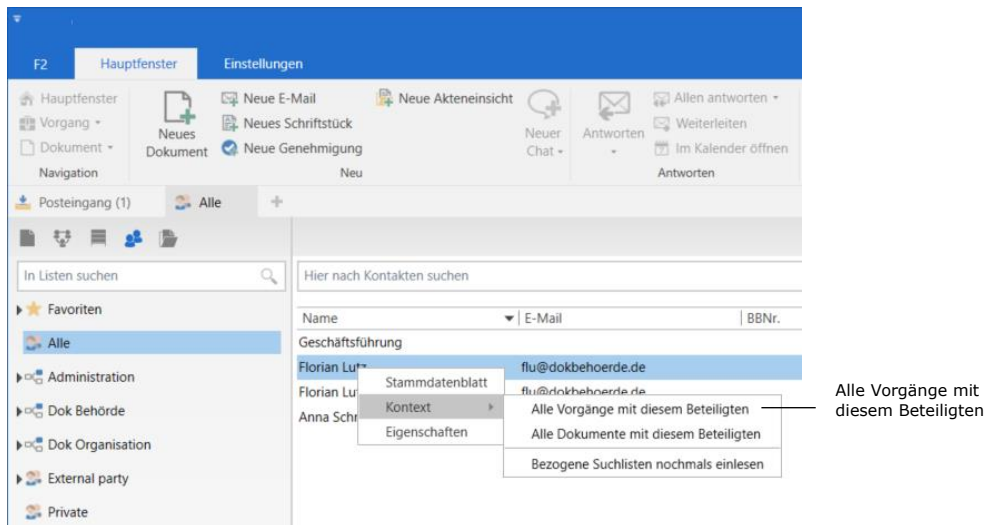 F2 Hauptfenster Einstellungen
Hauptfenster
Vorgang
Dokument
Navigation
Neues
Dokument
Neue E-Mail
Neues Schriftstück
Neue Genehmigung
Neue Akteneinsicht
Neu
Neuer
Chat
Antworten
Allen antworten
Weiterleiten
Im Kalender öffnen
Antworten
Posteingang (1) Alle +
In Listen suchen
Hier nach Kontakten suchen
Favoriten
Alle
Administration
Dok Behörde
Dok Organisation
External party
Private
Name E-Mail BBNr.
Geschäftsführung
Florian Lutz flu@dokbehoerde.de
Florian Lu flu@dokbehoerde.de
Anna Schr
Stammdatenblatt
Kontext
Eigenschaften
Alle Vorgänge mit diesem Beteiligten
Alle Dokumente mit diesem Beteiligten
Bezogene Suchlisten nochmals einlesen
Alle Vorgänge mit
diesem Beteiligten